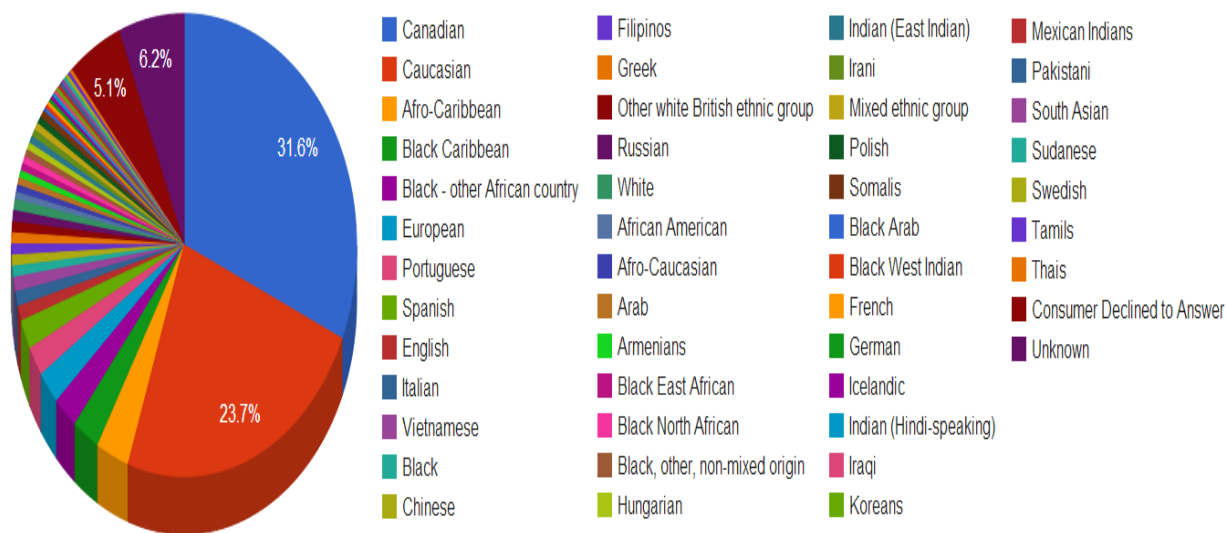 6.2%
5.1%
31.6%
23.7%
Canadian
Caucasian
Afro-Caribbean
Black Caribbean
Black - other African country
European
Portuguese
Spanish
English
Italian
Vietnamese
Black
Chinese
Filipinos
Greek
Other white British ethnic group
Russian
White
African American
Afro-Caucasian
Arab
Armenians
Black East African
Black North African
Black, other, non-mixed origin
Hungarian
Indian (East Indian)
Irani
Mixed ethnic group
Polish
Somalis
Black Arab
Black West Indian
French
German
Icelandic
Indian (Hindi-speaking)
Iraqi
Koreans
Mexican Indians
Pakistani
South Asian
Sudanese
Swedish
Tamils
Thais
Consumer Declined to Answer
Unknown